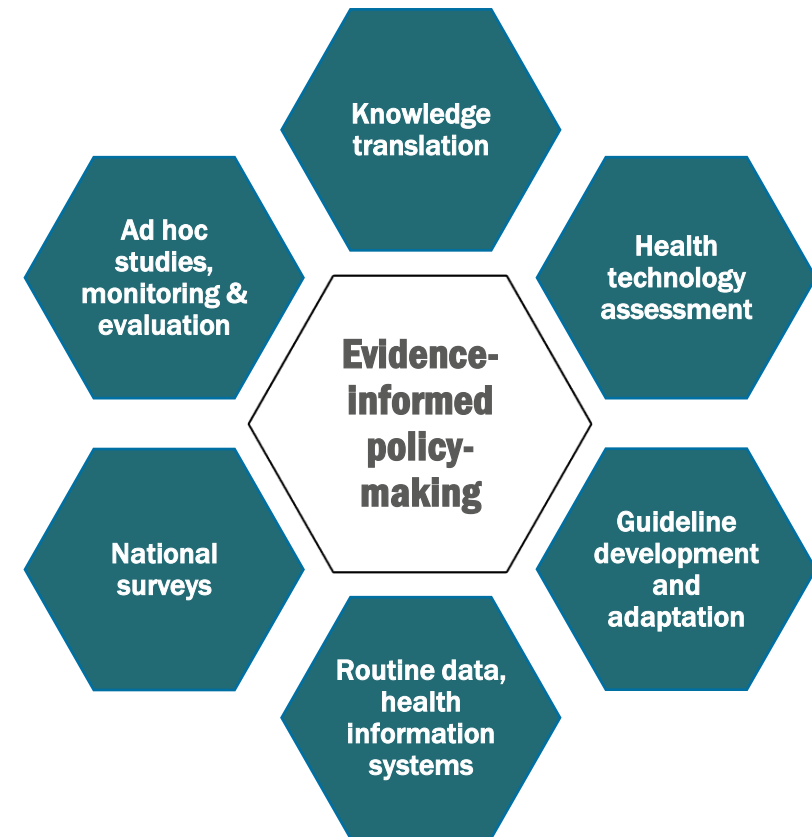 Knowledge
translation
Ad hoc
studies,
monitoring &
evaluation
Health
technology
assessment
Evidence-
informed
policy-
making
National
surveys
Guideline
development
and
adaptation
Routine data,
health
information
systems